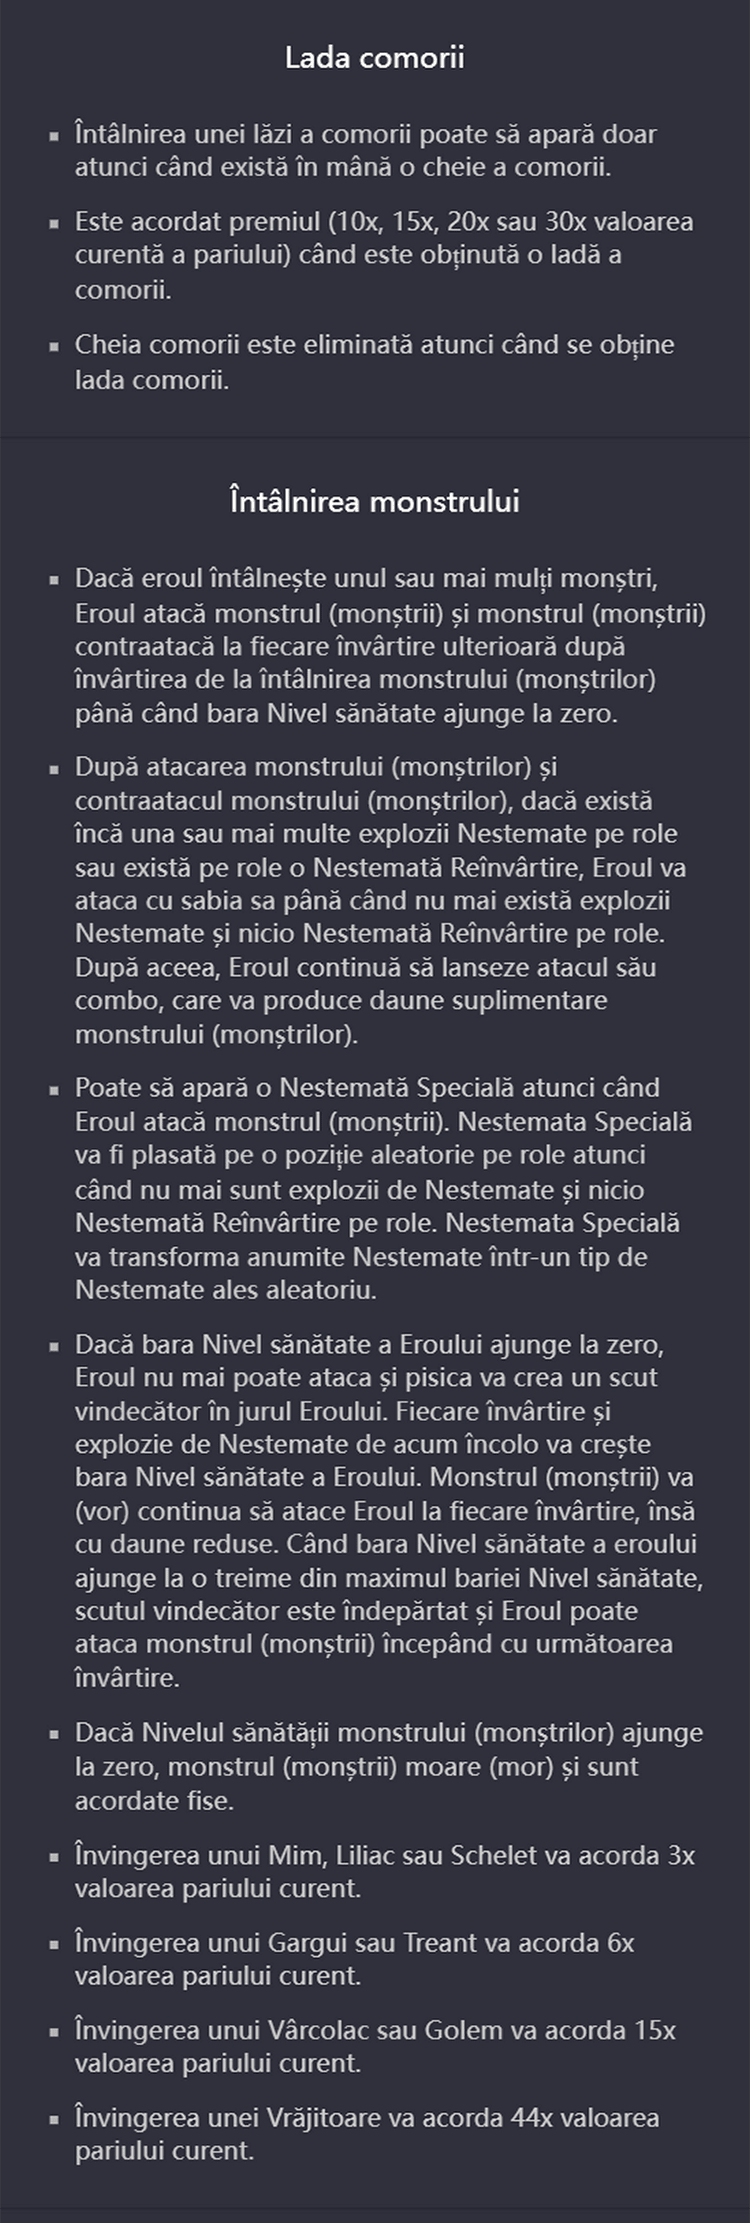 Lada comorii
▪ Întâlnirea unei lăzi a comorii poate să apară doar
atunci când există în mână o cheie a comorii.
▪ Este acordat premiul (10x, 15x, 20x sau 30x valoarea
curentă a pariului) când este obținută o ladă a
comorii.
▪ Cheia comorii este eliminată atunci când se obține
lada comorii.
Întâlnirea monstrului
▪ Dacă eroul întâlnește unul sau mai mulți monștri,
Eroul atacă monstrul (monștrii) și monstrul (monștrii)
contraatacă la fiecare învârtire ulterioară după
învârtirea de la întâlnirea monstrului (monștrilor)
până când bara Nivel sănătate ajunge la zero.
▪ După atacarea monstrului (monștrilor) și
contraatacul monstrului (monștrilor), dacă există
încă una sau mai multe explozii Nestemate pe role
sau există pe role o Nestemată Reînvârtire, Eroul va
ataca cu sabia sa până când nu mai există explozii
Nestemate și nicio Nestemată Reînvârtire pe role.
După aceea, Eroul continuă să lanseze atacul său
combo, care va produce daune suplimentare
monstrului (monștrilor).
▪ Poate să apară o Nestemată Specială atunci când
Eroul atacă monstrul (monștrii). Nestemata Specială
va fi plasată pe o poziție aleatorie pe role atunci
când nu mai sunt explozii de Nestemate și nicio
Nestemată Reînvârtire pe role. Nestemata Specială
va transforma anumite Nestemate într-un tip de
Nestemate ales aleatoriu.
▪ Dacă bara Nivel sănătate a Eroului ajunge la zero,
Eroul nu mai poate ataca și pisica va crea un scut
vindecător în jurul Eroului. Fiecare învârtire și
explozie de Nestemate de acum încolo va crește
bara Nivel sănătate a Eroului. Monstrul (monștrii) va
(vor) continua să atace Eroul la fiecare învârtire, însă
cu daune reduse. Când bara Nivel sănătate a eroului
ajunge la o treime din maximul bariei Nivel sănătate,
scutul vindecător este îndepărtat și Eroul poate
ataca monstrul (monștrii) începând cu următoarea
învârtire.
▪ Dacă Nivelul sănătății monstrului (monștrilor) ajunge
la zero, monstrul (monștrii) moare (mor) și sunt
acordate fise.
▪ Învingerea unui Mim, Liliac sau Schelet va acorda 3x
valoarea pariului curent.
▪ Învingerea unui Gargui sau Treant va acorda 6x
valoarea pariului curent.
▪ Învingerea unui Vârcolac sau Golem va acorda 15x
valoarea pariului curent.
▪ Învingerea unei Vrăjitoare va acorda 44x valoarea
pariului curent.